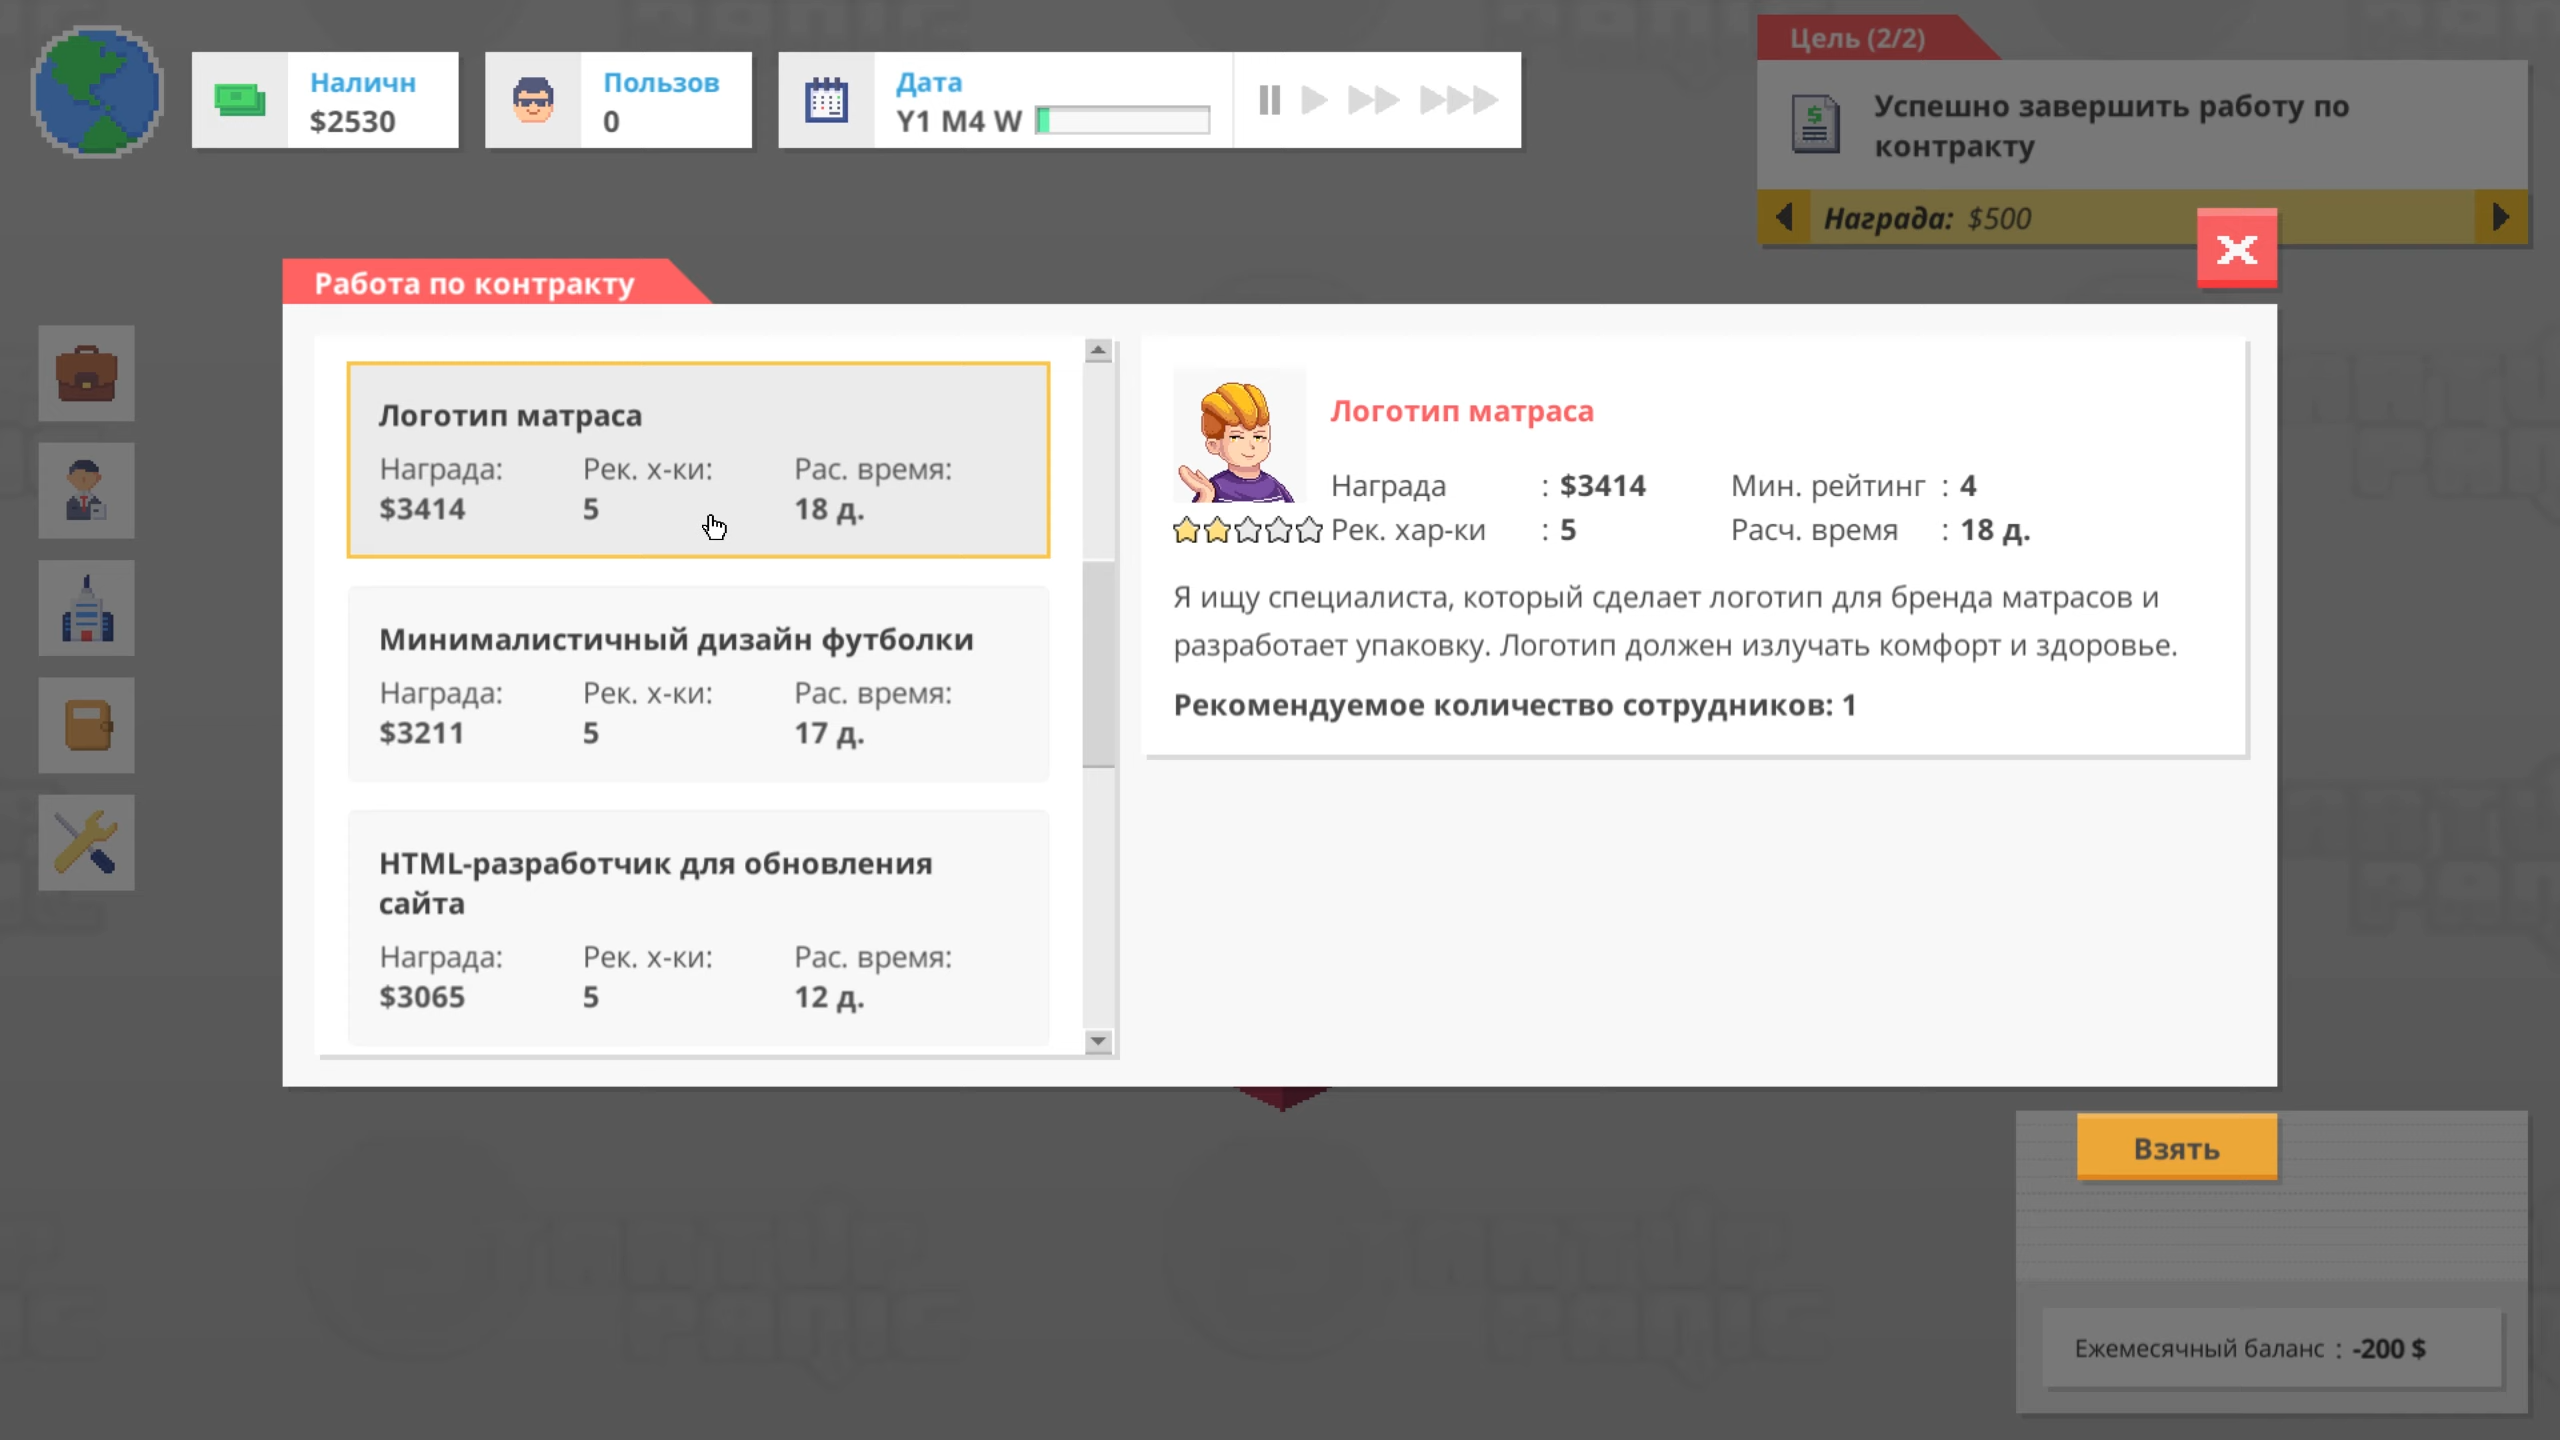 Наличн
$2530
Пользов
0
Дата
Y1 M4 W
Цель (2/2)
Успешно завершить работу по
контракту
Награда: $500
Работа по контракту
Логотип матраса
Награда: Рек. х-ки: Рас. время:
$3414 5 18 д.
Минималистичный дизайн футболки
Награда: Рек. х-ки: Рас. время:
$3211 5 17 д.
HTML-разработчик для обновления
сайта
Награда: Рек. х-ки: Рас. время:
$3065 5 12 д.
Логотип матраса
Награда : $3414 Мин. рейтинг : 4
Рек. хар-ки : 5 Расч. время : 18 д.
Я ищу специалиста, который сделает логотип для бренда матрасов и
разработает упаковку. Логотип должен излучать комфорт и здоровье.
Рекомендуемое количество сотрудников: 1
Взять
Ежемесячный баланс : -200 $